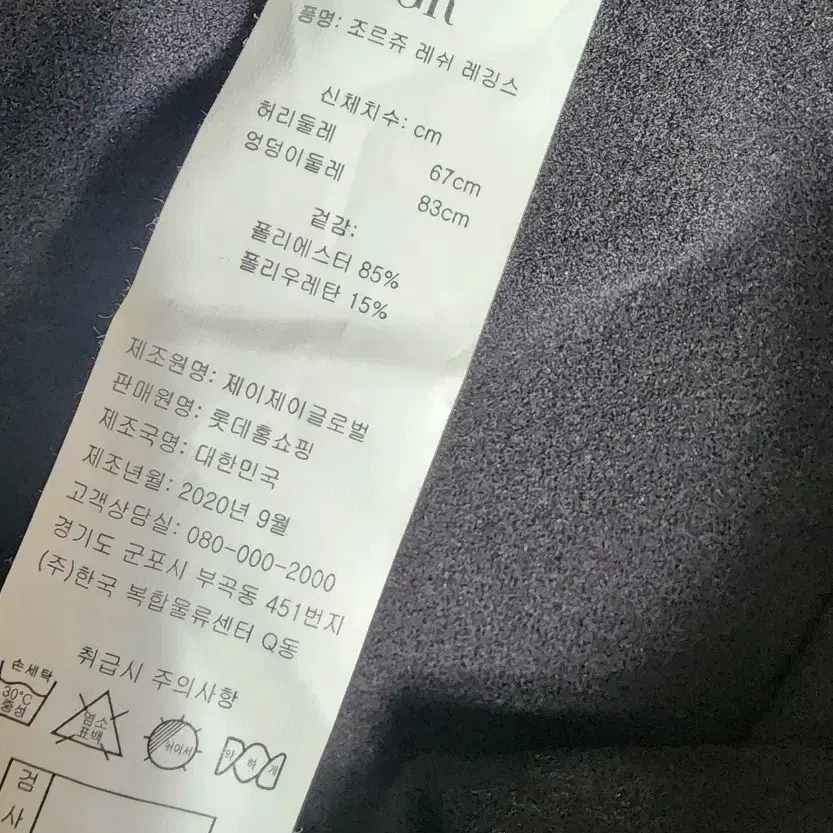 품명: 조르쥬 레쉬 레깅스
신체치수: cm
허리둘레 67cm
엉덩이둘레 83cm
겉감:
폴리에스터 85%
폴리우레탄 15%
제조원명: 제이제이글로벌
판매원명: 롯데홈쇼핑
제조국명: 대한민국
제조년월: 2020년 9월
고객상담실: 080-000-2000
경기도 군포시 부곡동 451번지
(주)한국 복합물류센터 Q동
취급시 주의사항
손세탁
30°C
중성
염소
표백
뉘어서
약하게
검
사